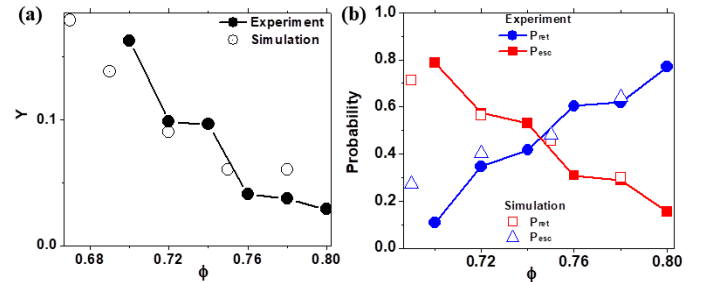 (a)
Experiment
Simulation
Y
0.1
0.0
0.68 0.72 0.76 0.80
ϕ
(b)
Experiment
P_ret
P_esc
Probability
1.0
0.8
0.6
0.4
0.2
0.0
Simulation
P_ret
P_esc
0.72 0.76 0.80
ϕ